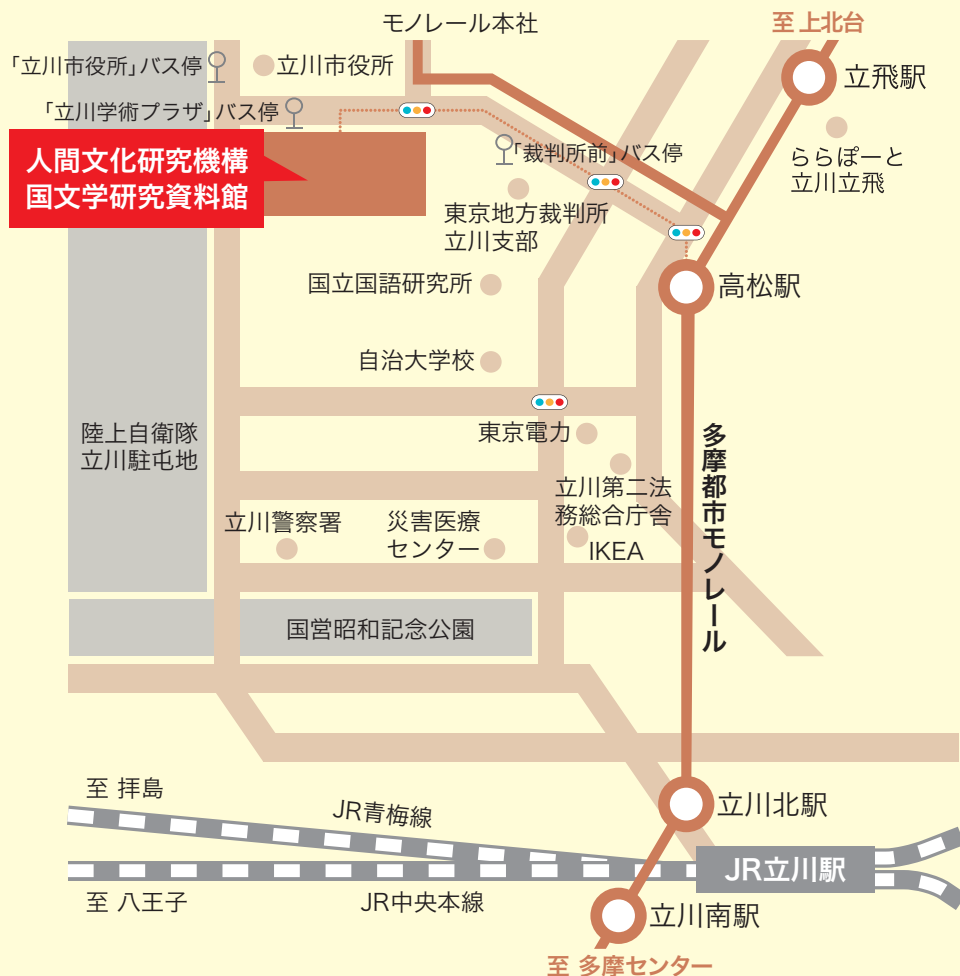 モノレール本社
至 上北台
「立川市役所」バス停
立川市役所
立飛駅
「立川学術プラザ」バス停
人間文化研究機構
国文学研究資料館
「裁判所前」バス停
ららぽーと
立川立飛
東京地方裁判所
立川支部
国立国語研究所
高松駅
自治大学校
陸上自衛隊
立川駐屯地
東京電力
多摩都市モノレール
立川第二法
務総合庁舎
立川警察署
災害医療
センター
IKEA
国営昭和記念公園
至 拝島
JR青梅線
立川北駅
JR立川駅
至 八王子
JR中央本線
立川南駅
至 多摩センター